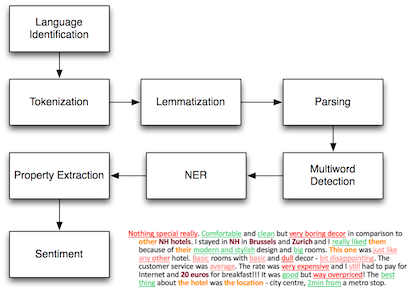 Language
Identification
Tokenization
Lemmatization
Parsing
Property Extraction
NER
Multiword
Detection
Sentiment
Nothing special really. Comfortable and clean but very boring decor in comparison to
other NH hotels. I stayed in NH in Brussels and Zurich and I really liked them
because of their modern and stylish design and big rooms. This one was just like
any other hotel. Basic rooms with basic and dull decor - bit disappointing. The
customer service was average. The rate was very expensive and I still had to pay for
Internet and 20 euros for breakfast!!! It was good but way overpriced! The best
thing about the hotel was the location - city centre, 2min from a metro stop.